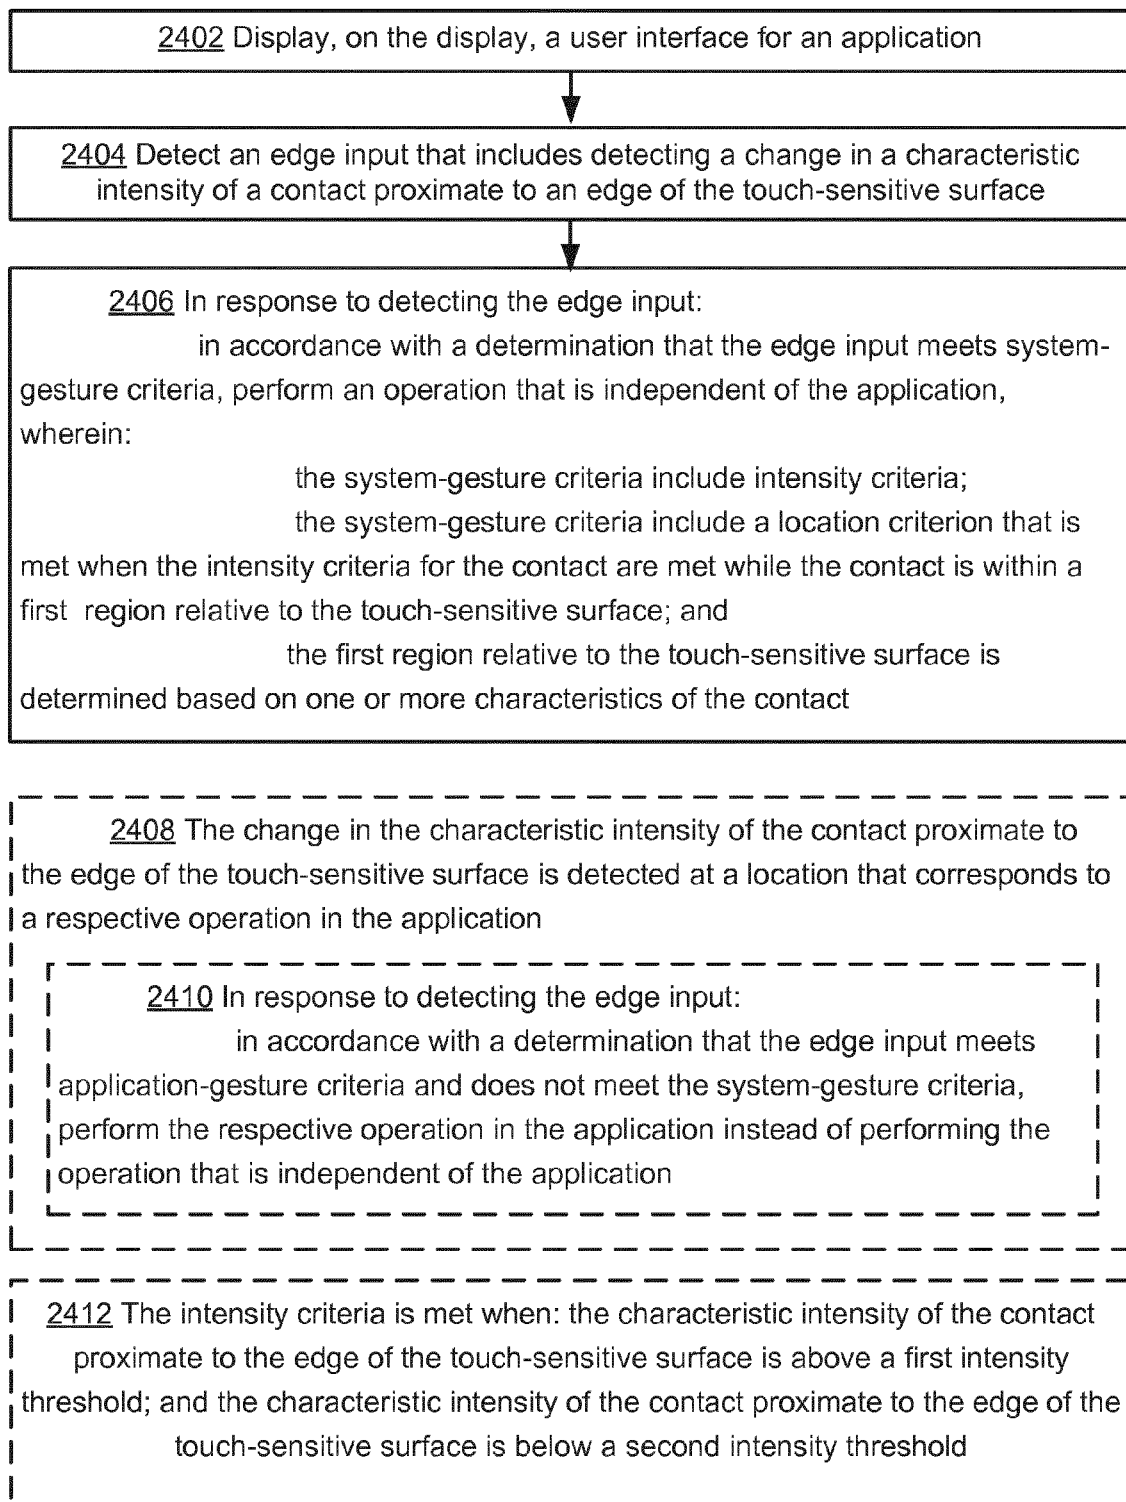 2402 Display, on the display, a user interface for an application
2404 Detect an edge input that includes detecting a change in a characteristic
intensity of a contact proximate to an edge of the touch-sensitive surface
2406 In response to detecting the edge input:
in accordance with a determination that the edge input meets system-
gesture criteria, perform an operation that is independent of the application,
wherein:
the system-gesture criteria include intensity criteria;
the system-gesture criteria include a location criterion that is
met when the intensity criteria for the contact are met while the contact is within a
first region relative to the touch-sensitive surface; and
the first region relative to the touch-sensitive surface is
determined based on one or more characteristics of the contact
2408 The change in the characteristic intensity of the contact proximate to
the edge of the touch-sensitive surface is detected at a location that corresponds to
a respective operation in the application
2410 In response to detecting the edge input:
in accordance with a determination that the edge input meets
application-gesture criteria and does not meet the system-gesture criteria,
perform the respective operation in the application instead of performing the
operation that is independent of the application
2412 The intensity criteria is met when: the characteristic intensity of the contact
proximate to the edge of the touch-sensitive surface is above a first intensity
threshold; and the characteristic intensity of the contact proximate to the edge of the
touch-sensitive surface is below a second intensity threshold